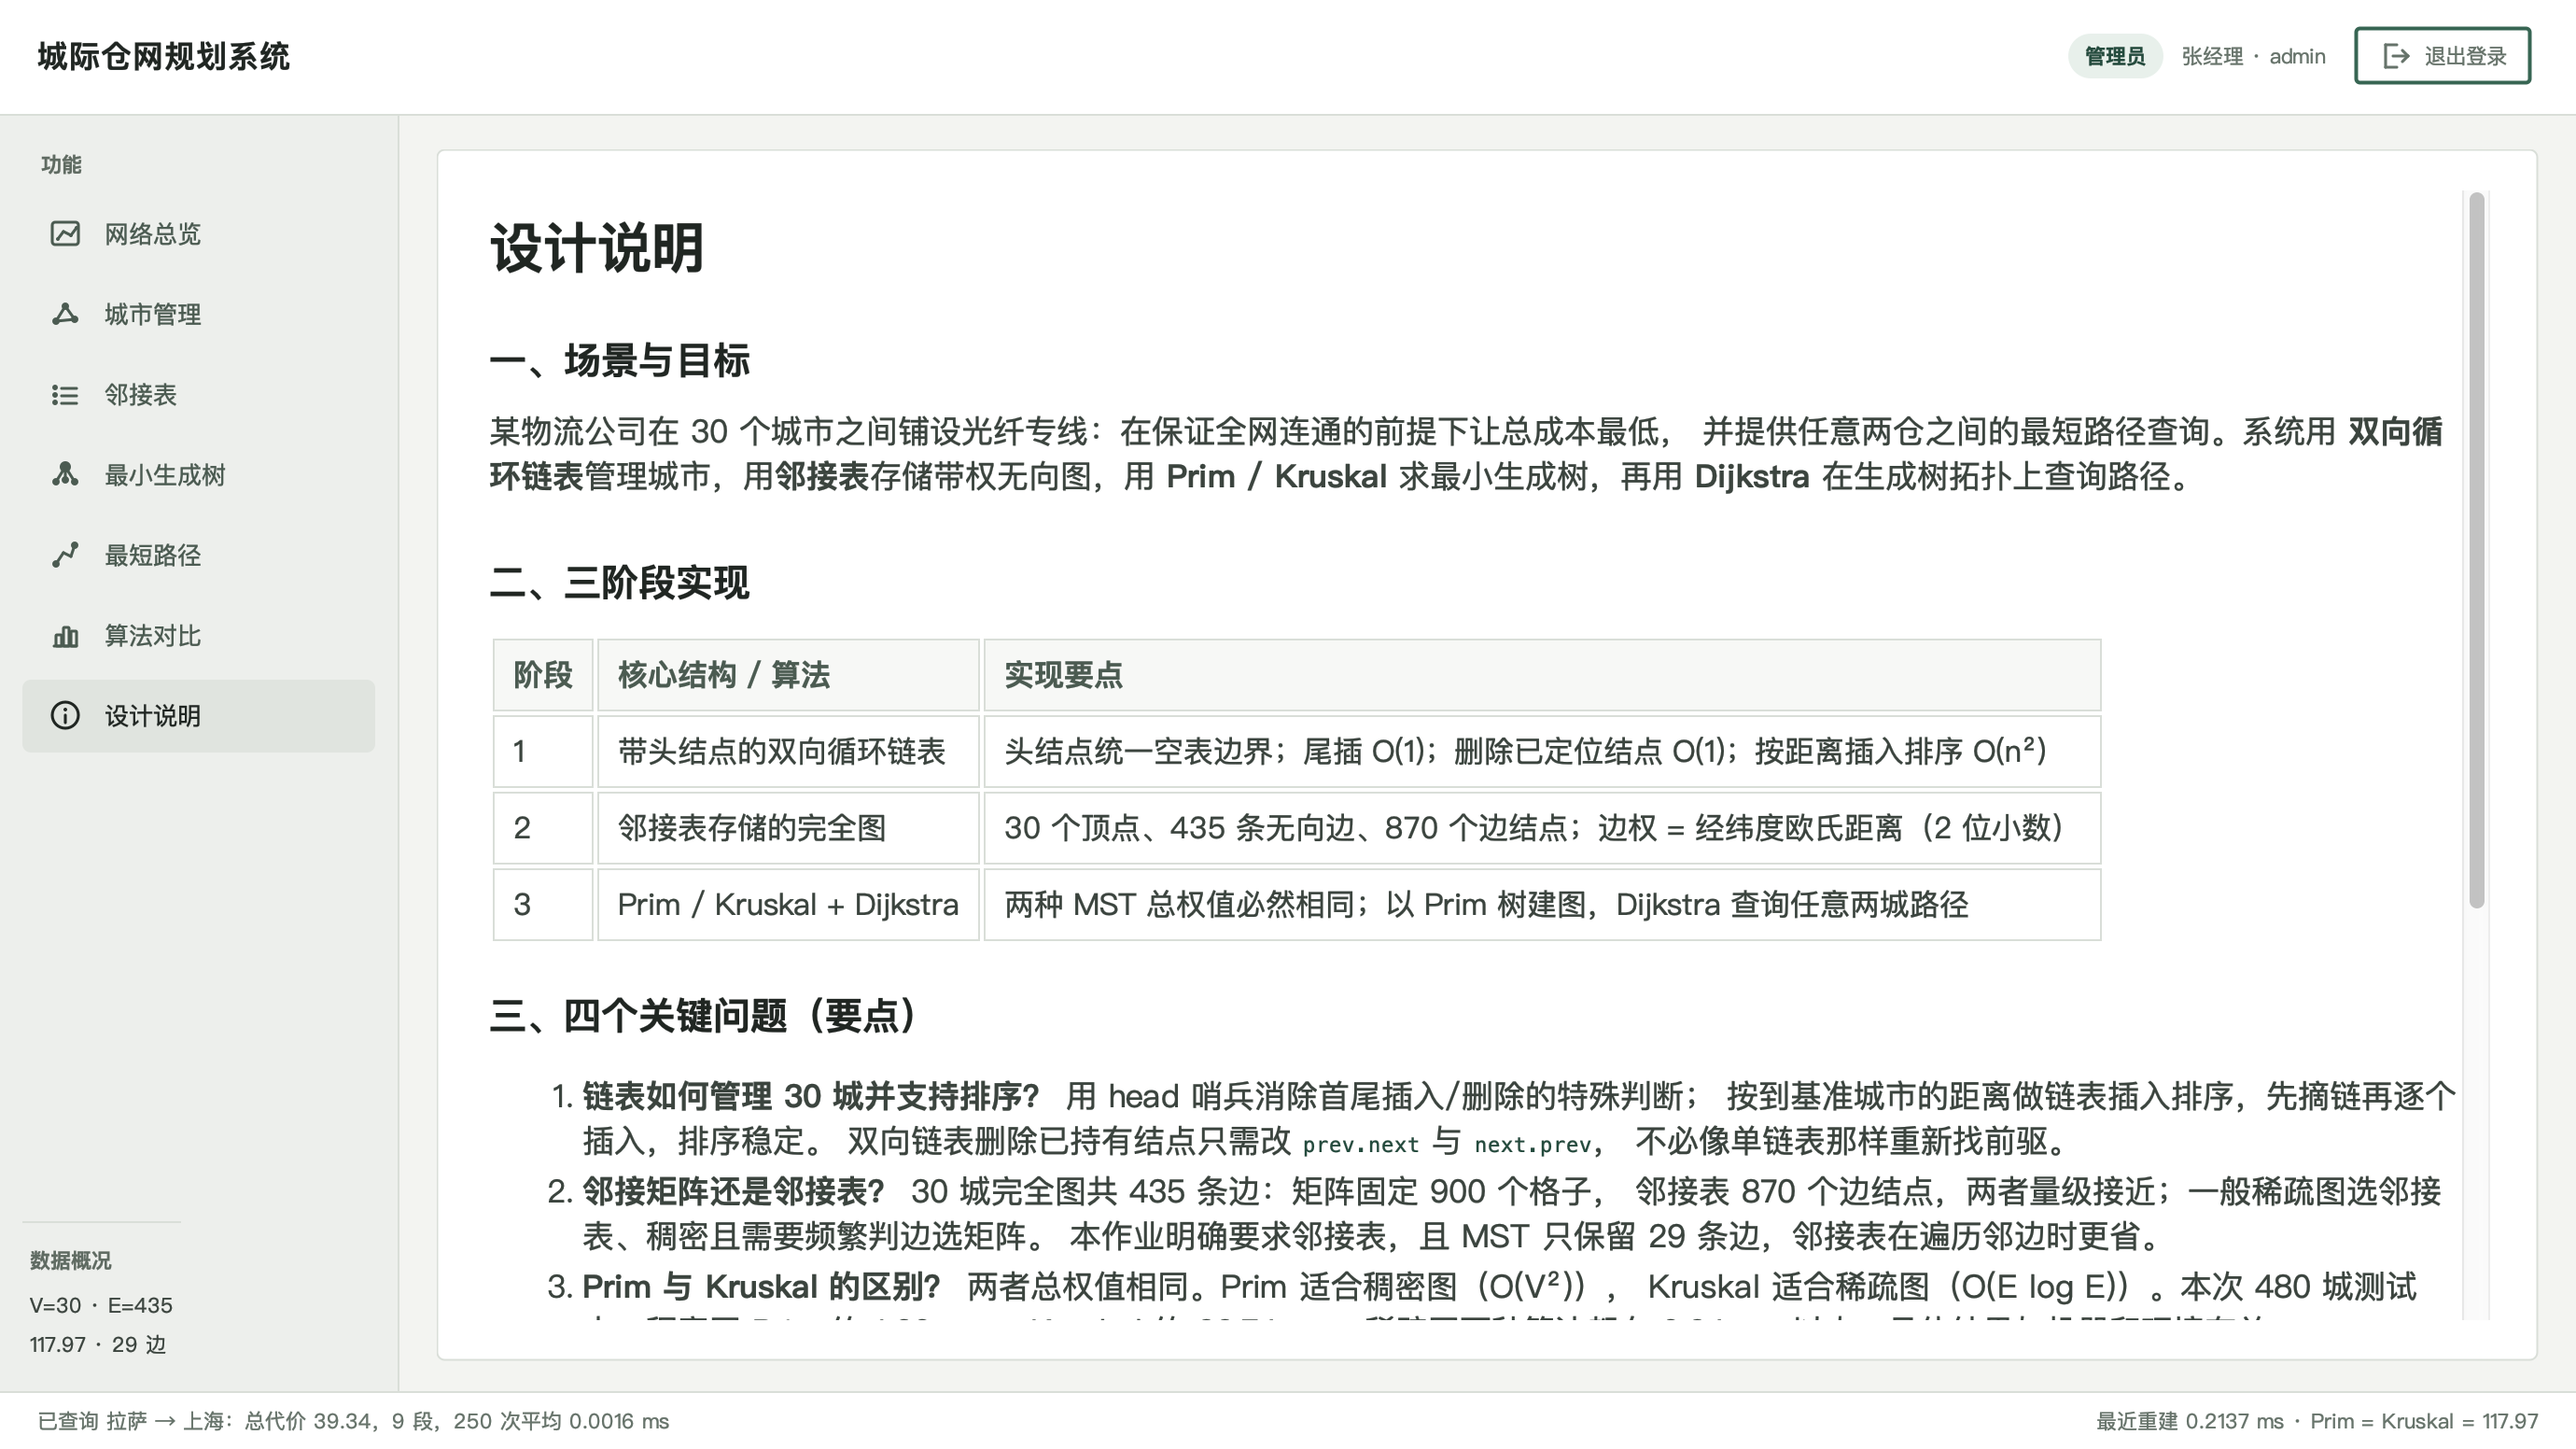 城际仓网规划系统
管理员 张经理 · admin 退出登录
功能
网络总览
城市管理
邻接表
最小生成树
最短路径
算法对比
设计说明
数据概况
V=30 · E=435
117.97 · 29 边
设计说明
一、场景与目标
某物流公司在 30 个城市之间铺设光纤专线：在保证全网连通的前提下让总成本最低， 并提供任意两仓之间的最短路径查询。系统用 双向循
环链表管理城市，用邻接表存储带权无向图，用 Prim / Kruskal 求最小生成树，再用 Dijkstra 在生成树拓扑上查询路径。
二、三阶段实现
阶段 核心结构 / 算法 实现要点
1 带头结点的双向循环链表 头结点统一空表边界；尾插 O(1)；删除已定位结点 O(1)；按距离插入排序 O(n²)
2 邻接表存储的完全图 30 个顶点、435 条无向边、870 个边结点；边权 = 经纬度欧氏距离（2 位小数）
3 Prim / Kruskal + Dijkstra 两种 MST 总权值必然相同；以 Prim 树建图，Dijkstra 查询任意两城路径
三、四个关键问题（要点）
1. 链表如何管理 30 城并支持排序？ 用 head 哨兵消除首尾插入/删除的特殊判断； 按到基准城市的距离做链表插入排序，先摘链再逐个
插入，排序稳定。 双向链表删除已持有结点只需改 prev.next 与 next.prev， 不必像单链表那样重新找前驱。
2. 邻接矩阵还是邻接表？ 30 城完全图共 435 条边：矩阵固定 900 个格子， 邻接表 870 个边结点，两者量级接近；一般稀疏图选邻接
表、稠密且需要频繁判边选矩阵。 本作业明确要求邻接表，且 MST 只保留 29 条边，邻接表在遍历邻边时更省。
3. Prim 与 Kruskal 的区别？ 两者总权值相同。Prim 适合稠密图（O(V²)）， Kruskal 适合稀疏图（O(E log E)）。本次 480 城测试
已查询 拉萨 → 上海：总代价 39.34，9 段，250 次平均 0.0016 ms
最近重建 0.2137 ms · Prim = Kruskal = 117.97